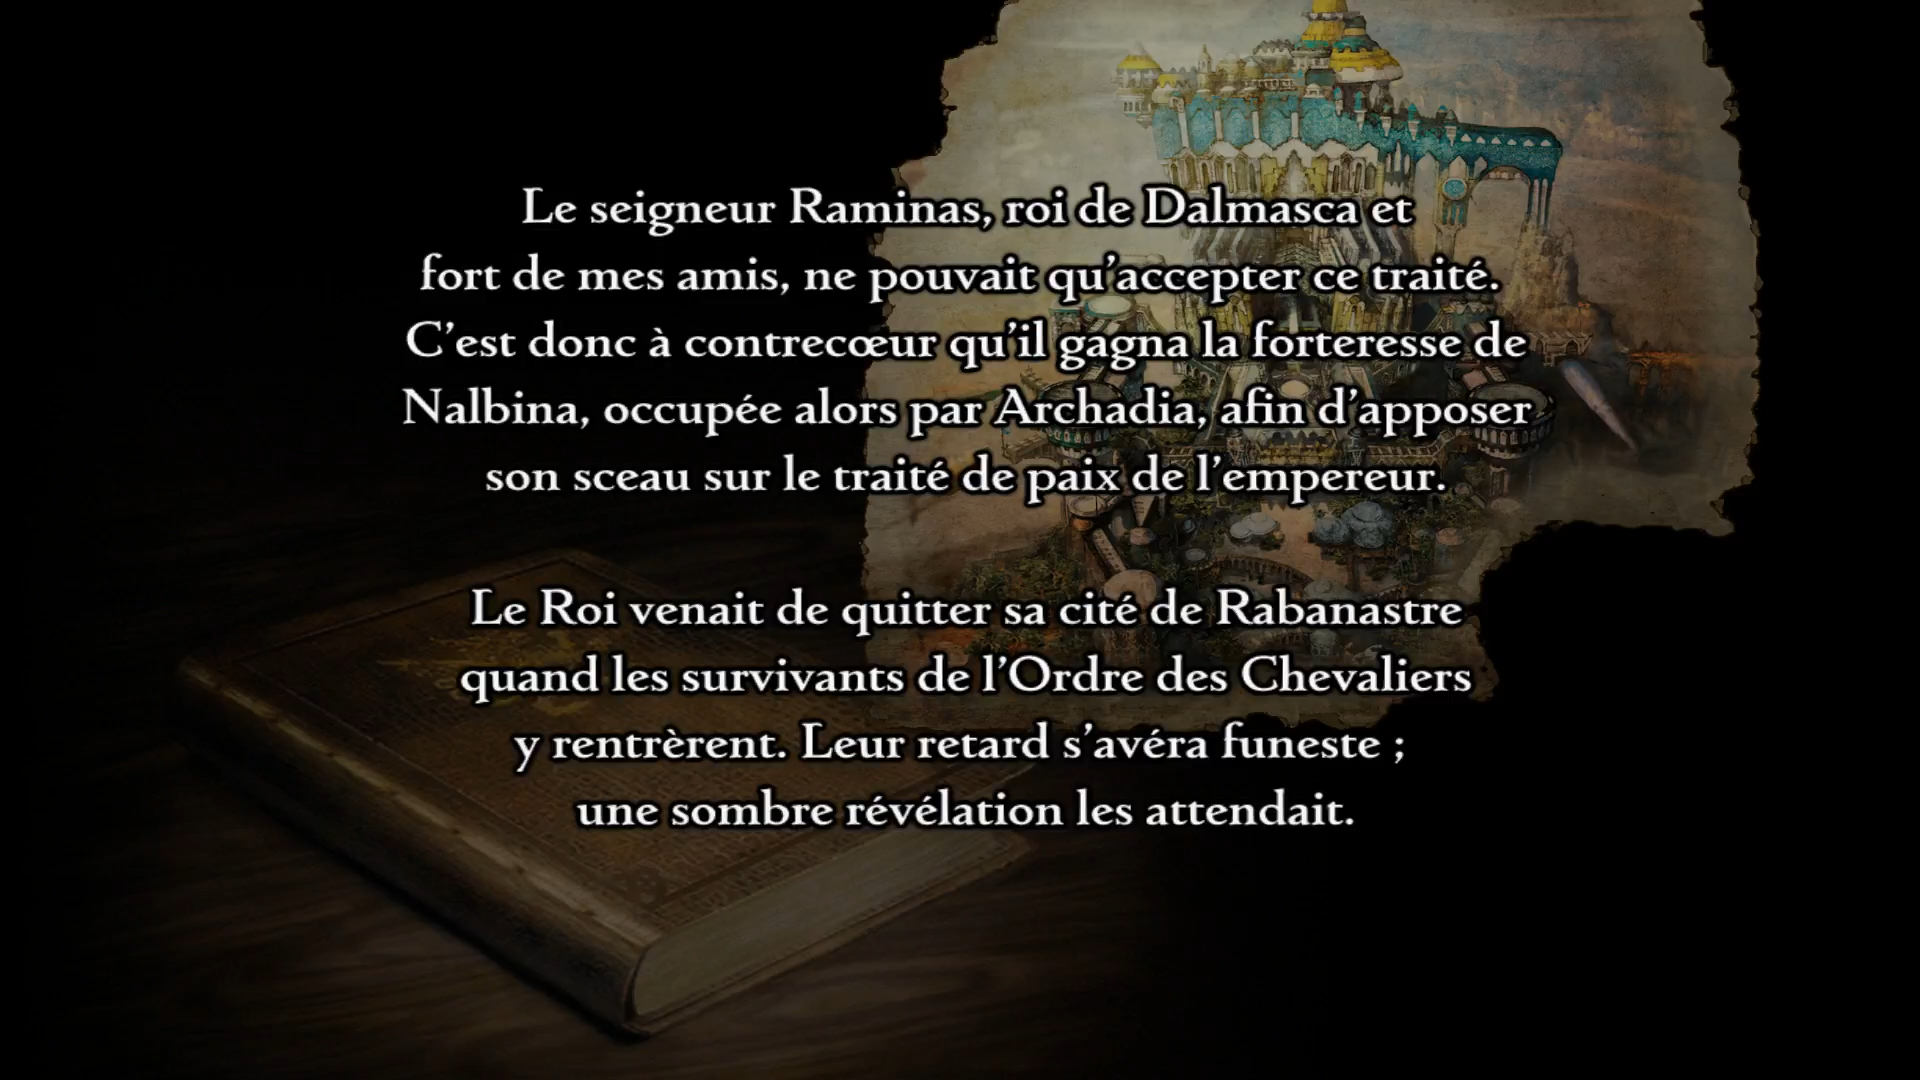 Le seigneur Raminas, roi de Dalmasca et
fort de mes amis, ne pouvait qu'accepter ce traité.
C'est donc à contrecœur qu'il gagna la forteresse de
Nalbina, occupée alors par Archadia, afin d'apposer
son sceau sur le traité de paix de l'empereur.
Le Roi venait de quitter sa cité de Rabanastre
quand les survivants de l'Ordre des Chevaliers
y rentrèrent. Leur retard s'avéra funeste ;
une sombre révélation les attendait.